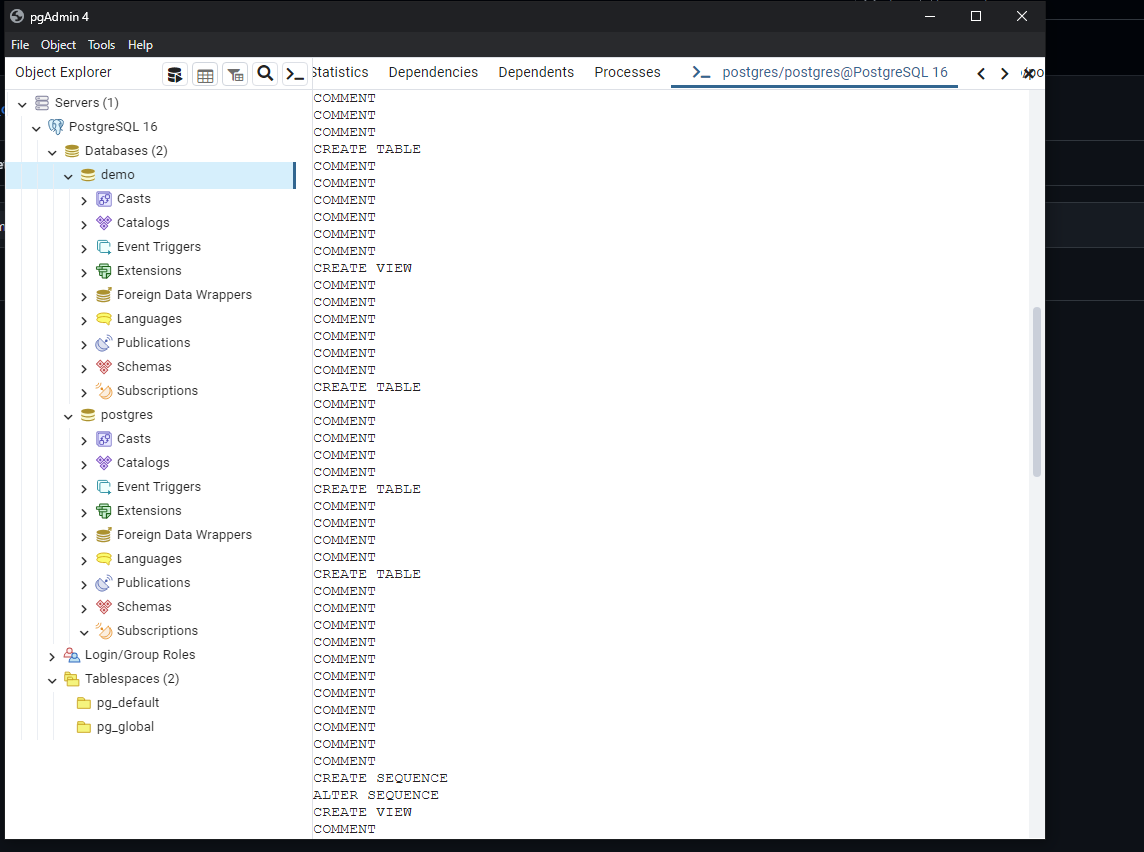 pgAdmin 4
File Object Tools Help
Object Explorer
Statistics Dependencies Dependents Processes postgres/postgres@PostgreSQL 16
Servers (1)
PostgreSQL 16
Databases (2)
demo
Casts
Catalogs
Event Triggers
Extensions
Foreign Data Wrappers
Languages
Publications
Schemas
Subscriptions
postgres
Casts
Catalogs
Event Triggers
Extensions
Foreign Data Wrappers
Languages
Publications
Schemas
Subscriptions
Login/Group Roles
Tablespaces (2)
pg_default
pg_global
COMMENT
COMMENT
COMMENT
CREATE TABLE
COMMENT
COMMENT
COMMENT
COMMENT
COMMENT
COMMENT
CREATE VIEW
COMMENT
COMMENT
COMMENT
COMMENT
COMMENT
COMMENT
CREATE TABLE
COMMENT
COMMENT
COMMENT
COMMENT
COMMENT
CREATE TABLE
COMMENT
COMMENT
COMMENT
COMMENT
CREATE TABLE
COMMENT
COMMENT
COMMENT
COMMENT
COMMENT
COMMENT
COMMENT
COMMENT
COMMENT
COMMENT
COMMENT
CREATE SEQUENCE
ALTER SEQUENCE
CREATE VIEW
COMMENT